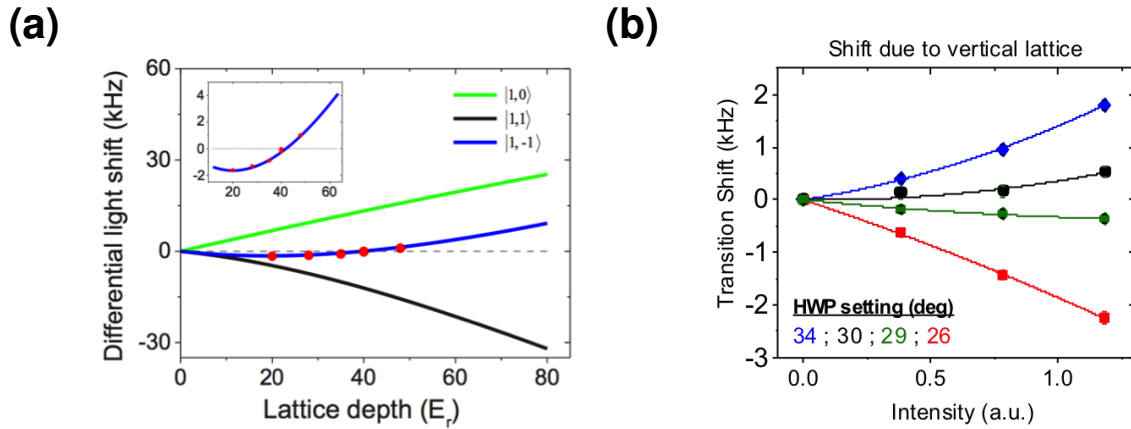 (a)
Differential light shift (kHz)
60
30
0
-30
4
2
0
-2
20 40 60
|1,0⟩
|1,1⟩
|1,-1⟩
0 20 40 60 80
Lattice depth (Er)
(b)
Shift due to vertical lattice
Transition Shift (kHz)
2
1
0
-1
-2
-3
HWP setting (deg)
34 ; 30 ; 29 ; 26
0.0 0.5 1.0
Intensity (a.u.)